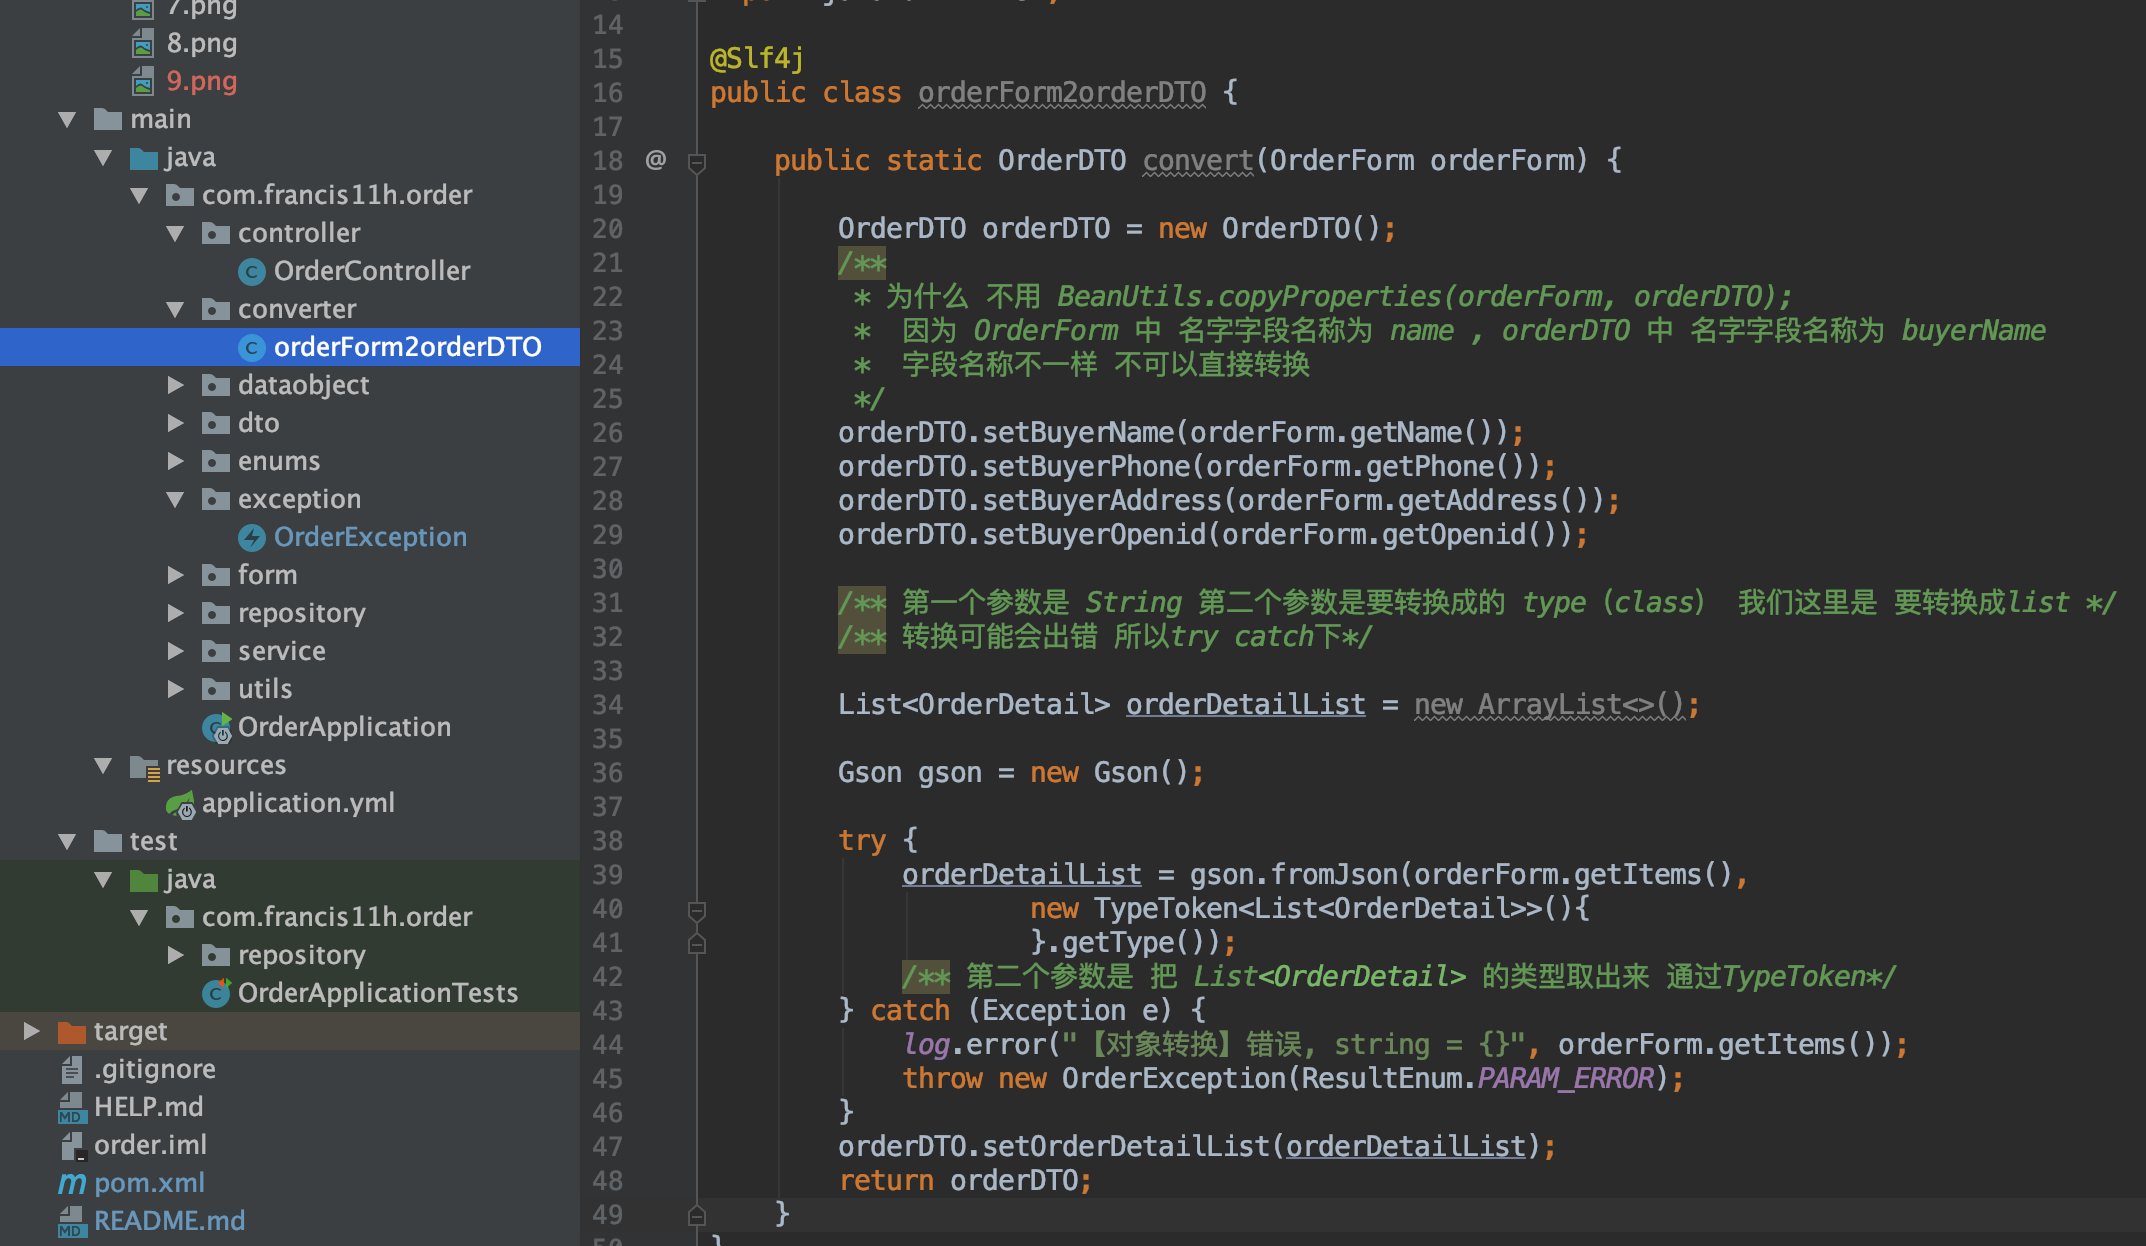 7.png
8.png
9.png
main
java
com.francis11h.order
controller
OrderController
converter
orderForm2orderDTO
dataobject
dto
enums
exception
OrderException
form
repository
service
utils
OrderApplication
resources
application.yml
test
java
com.francis11h.order
repository
OrderApplicationTests
target
.gitignore
HELP.md
order.iml
pom.xml
README.md
14
15 @Slf4j
16 public class orderForm2orderDTO {
17
18 @ public static OrderDTO convert(OrderForm orderForm) {
19
20 OrderDTO orderDTO = new OrderDTO();
21 /**
22 * 为什么 不用 BeanUtils.copyProperties(orderForm, orderDTO);
23 * 因为 OrderForm 中 名字字段名称为 name , orderDTO 中 名字字段名称为 buyerName
24 * 字段名称不一样 不可以直接转换
25 */
26 orderDTO.setBuyerName(orderForm.getName());
27 orderDTO.setBuyerPhone(orderForm.getPhone());
28 orderDTO.setBuyerAddress(orderForm.getAddress());
29 orderDTO.setBuyerOpenid(orderForm.getOpenid());
30
31 /** 第一个参数是 String 第二个参数是要转换成的 type（class） 我们这里是 要转换成list */
32 /** 转换可能会出错 所以try catch下*/
33
34 List<OrderDetail> orderDetailList = new ArrayList<>();
35
36 Gson gson = new Gson();
37
38 try {
39 orderDetailList = gson.fromJson(orderForm.getItems(),
40 new TypeToken<List<OrderDetail>>(){
41 }.getType());
42 /** 第二个参数是 把 List<OrderDetail> 的类型取出来 通过TypeToken*/
43 } catch (Exception e) {
44 log.error("【对象转换】错误, string = {}", orderForm.getItems());
45 throw new OrderException(ResultEnum.PARAM_ERROR);
46 }
47 orderDTO.setOrderDetailList(orderDetailList);
48 return orderDTO;
49 }